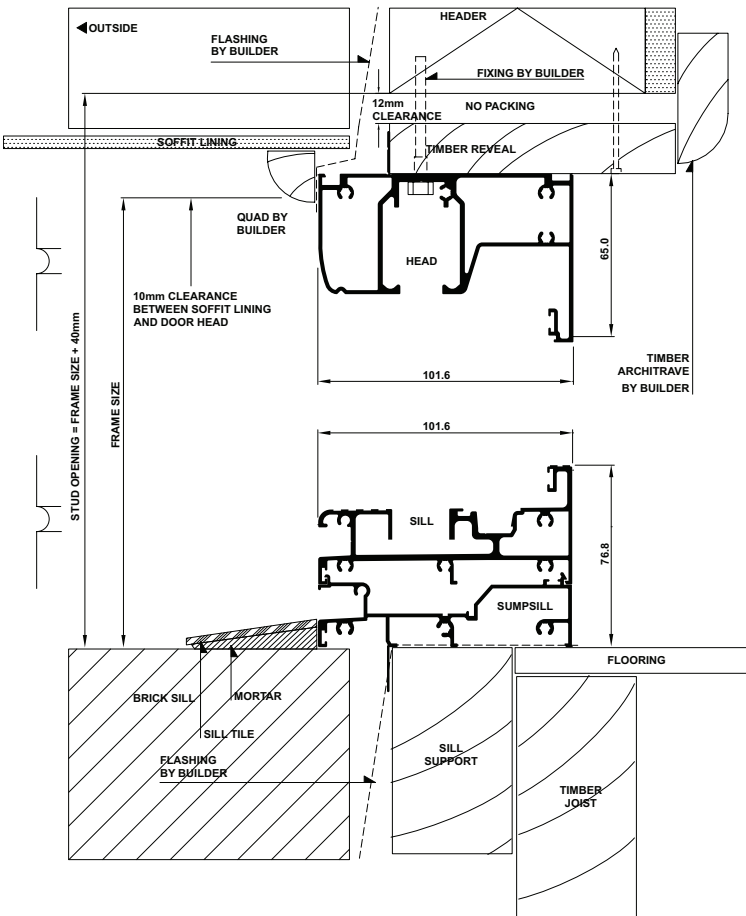 HEADER
OUTSIDE
FLASHING
BY BUILDER
FIXING BY BUILDER
12mm
CLEARANCE
NO PACKING
SOFFIT LINING
TIMBER REVEAL
QUAD BY
BUILDER
HEAD
65.0
10mm CLEARANCE
BETWEEN SOFFIT LINING
AND DOOR HEAD
TIMBER
ARCHITRAVE
BY BUILDER
101.6
FRAME SIZE
STUD OPENING = FRAME SIZE + 40mm
101.6
SILL
76.8
SUMPSILL
FLOORING
BRICK SILL
MORTAR
SILL TILE
FLASHING
BY BUILDER
SILL
SUPPORT
TIMBER
JOIST